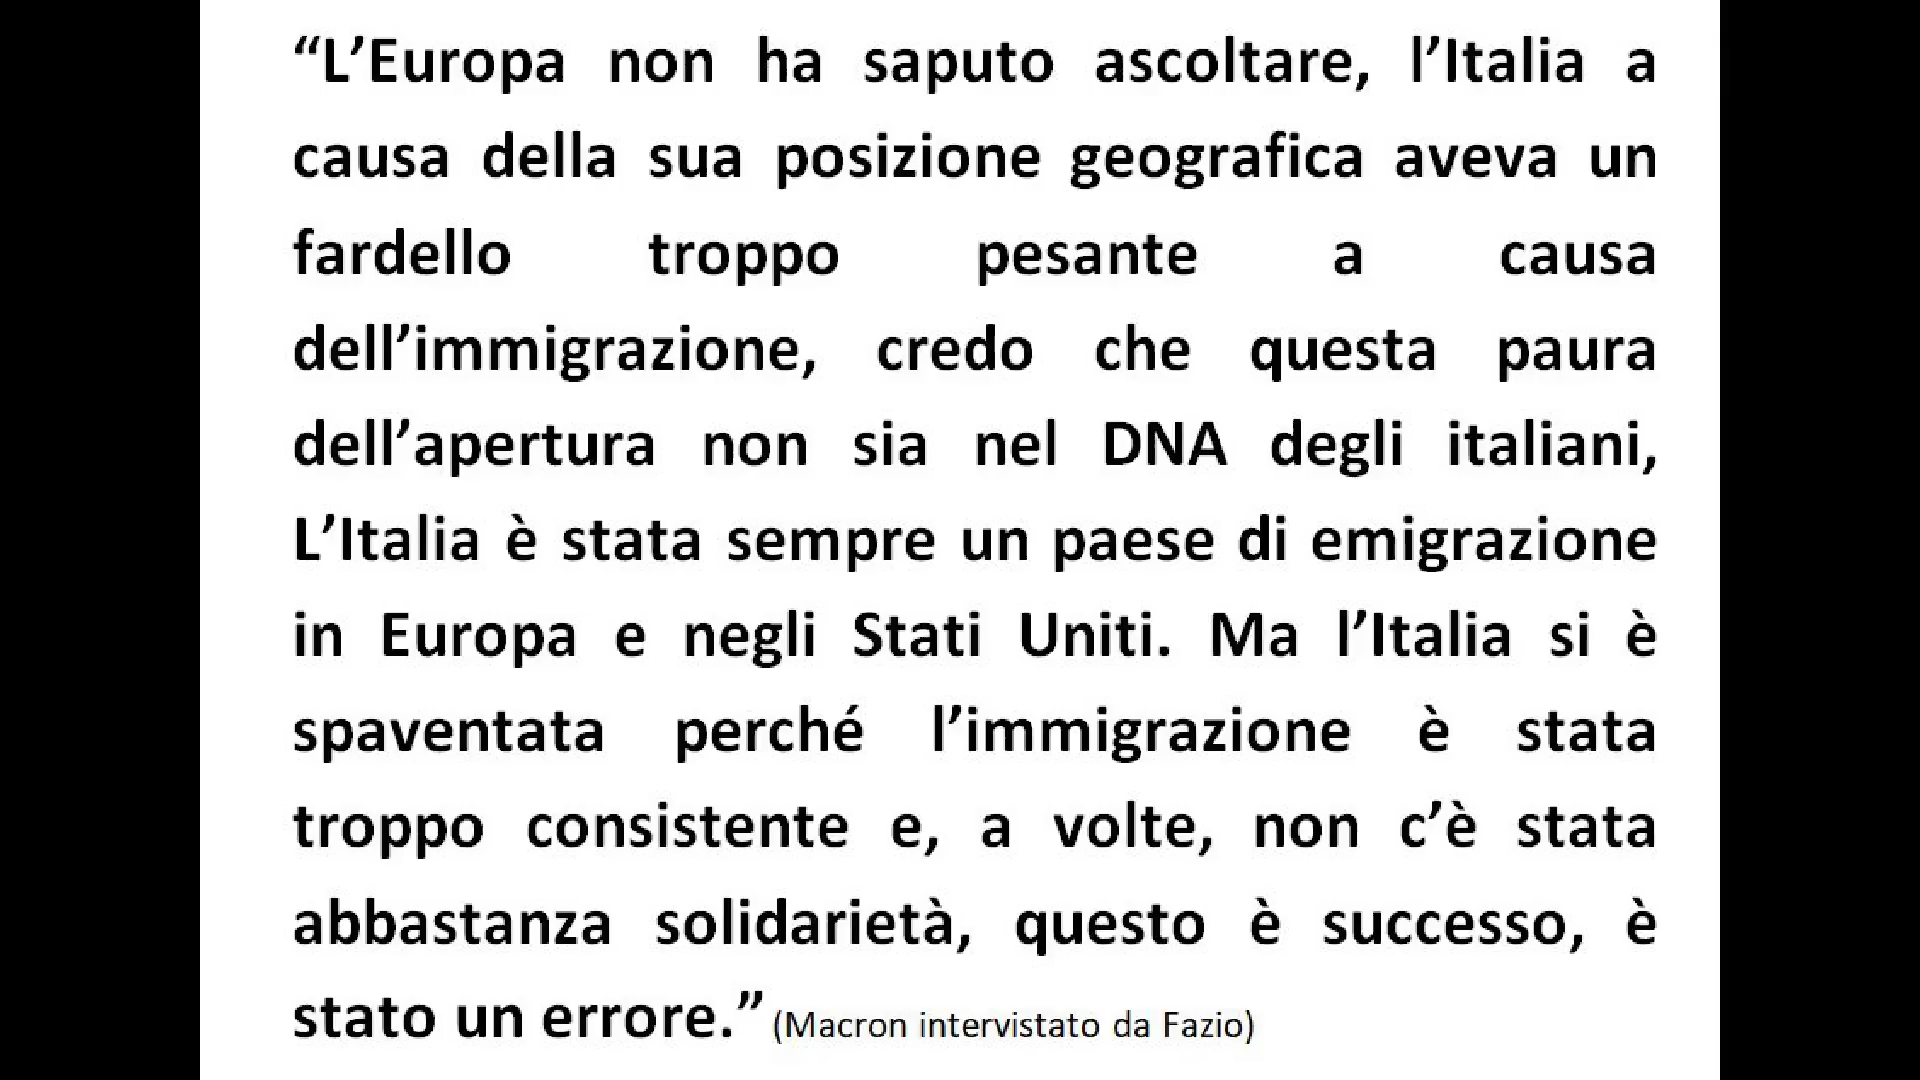 “L’Europa non ha saputo ascoltare, l’Italia a
causa della sua posizione geografica aveva un
fardello troppo pesante a causa
dell’immigrazione, credo che questa paura
dell’apertura non sia nel DNA degli italiani,
L’Italia è stata sempre un paese di emigrazione
in Europa e negli Stati Uniti. Ma l’Italia si è
spaventata perché l’immigrazione è stata
troppo consistente e, a volte, non c’è stata
abbastanza solidarietà, questo è successo, è
stato un errore.” (Macron intervistato da Fazio)